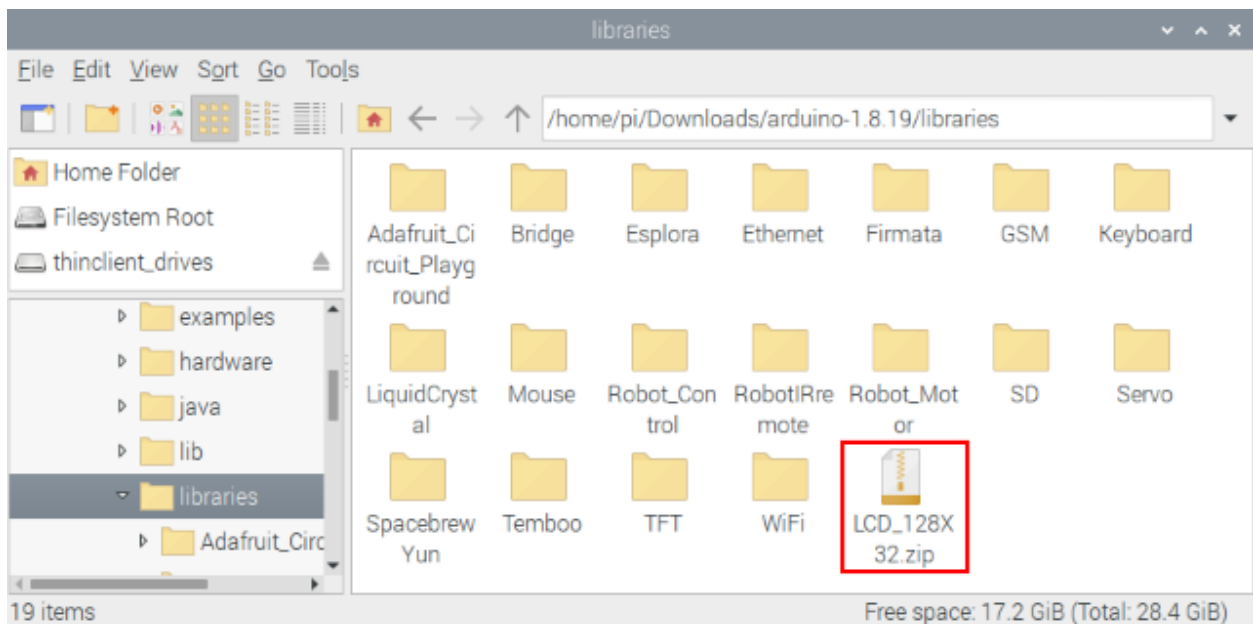 libraries
File Edit View Sort Go Tools
/home/pi/Downloads/arduino-1.8.19/libraries
Home Folder
Filesystem Root
thinclient_drives
examples
hardware
java
lib
libraries
Adafruit_Circ
Adafruit_Ci
rcuit_Playg
round
Bridge
Esplora
Ethernet
Firmata
GSM
Keyboard
LiquidCryst
al
Mouse
Robot_Con
trol
RobotIRre
mote
Robot_Mot
or
SD
Servo
Spacebrew
Yun
Temboo
TFT
WiFi
LCD_128X
32.zip
19 items
Free space: 17.2 GiB (Total: 28.4 GiB)